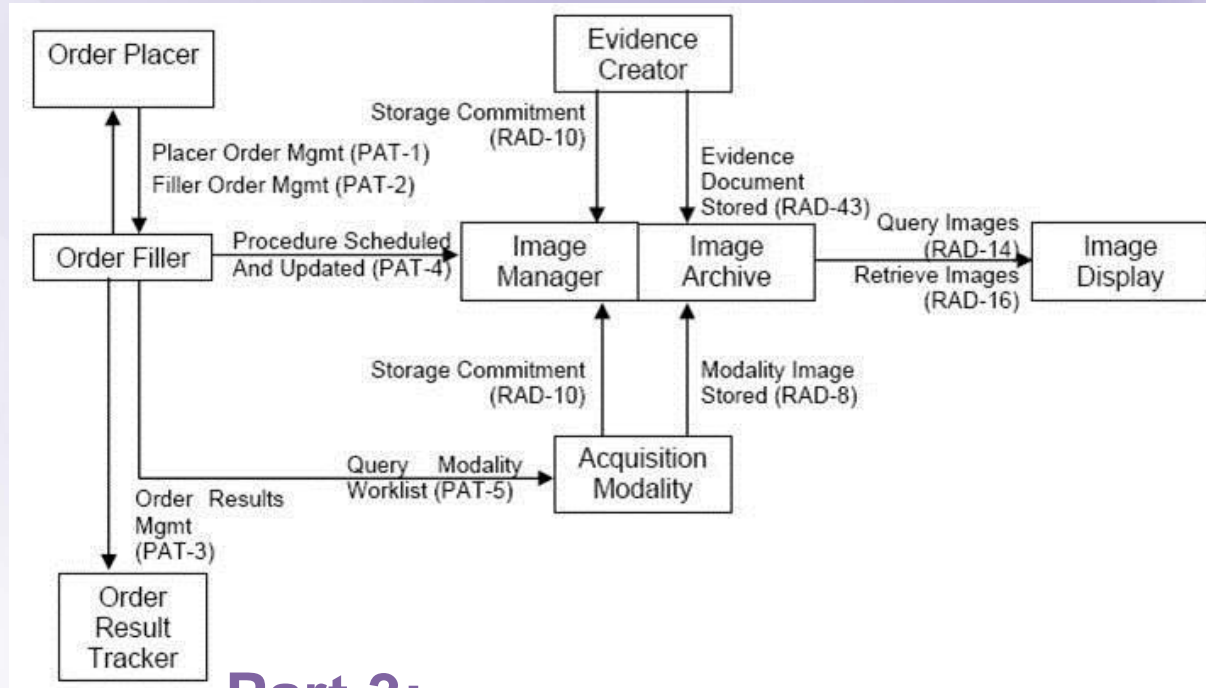 Order Placer
Evidence
Creator
Storage Commitment
(RAD-10)
Placer Order Mgmt (PAT-1)
Filler Order Mgmt (PAT-2)
Evidence
Document
Stored (RAD-43)
Order Filler
Procedure Scheduled
And Updated (PAT-4)
Image
Manager
Image
Archive
Query Images
(RAD-14)
Retrieve Images
(RAD-16)
Image
Display
Storage Commitment
(RAD-10)
Modality Image
Stored (RAD-8)
Query Modality
Worklist (PAT-5)
Acquisition
Modality
Order Results
Mgmt
(PAT-3)
Order
Result
Tracker